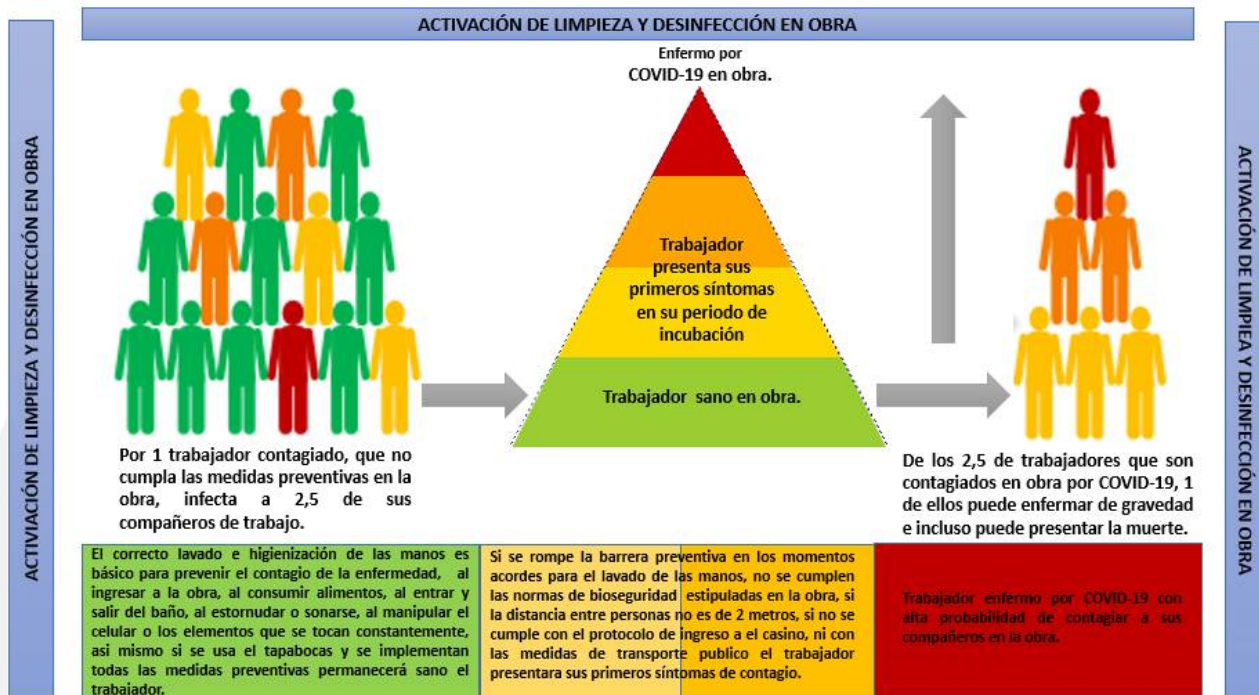 ACTIVACIÓN DE LIMPIEZA Y DESINFECCIÓN EN OBRA
ACTIVIACIÓN DE LIMPIEZA Y DESINFECCIÓN EN OBRA
Enfermo por
COVID-19 en obra.
Trabajador
presenta sus
primeros síntomas
en su periodo de
incubación
Trabajador sano en obra.
Por 1 trabajador contagiado, que no
cumpla las medidas preventivas en la
obra, infecta a 2,5 de sus
compañeros de trabajo.
De los 2,5 de trabajadores que son
contagiados en obra por COVID-19, 1
de ellos puede enfermar de gravedad
e incluso puede presentar la muerte.
El correcto lavado e higienización de las manos es
básico para prevenir el contagio de la enfermedad, al
ingresar a la obra, al consumir alimentos, al entrar y
salir del baño, al estornudar o sonarse, al manipular el
celular o los elementos que se tocan constantemente,
asi mismo si se usa el tapabocas y se implementan
todas las medidas preventivas permanecerá sano el
trabajador.
Si se rompe la barrera preventiva en los momentos
acordes para el lavado de las manos, no se cumplen
las normas de bioseguridad estipuladas en la obra, si
la distancia entre personas no es de 2 metros, si no se
cumple con el protocolo de ingreso a el casino, ni con
las medidas de transporte publico el trabajador
presentara sus primeros síntomas de contagio.
Trabajador enfermo por COVID-19 con
alta probabilidad de contagiar a sus
compañeros en la obra.
ACTIVACIÓN DE LIMPIEA Y DESINFECCIÓN EN OBRA